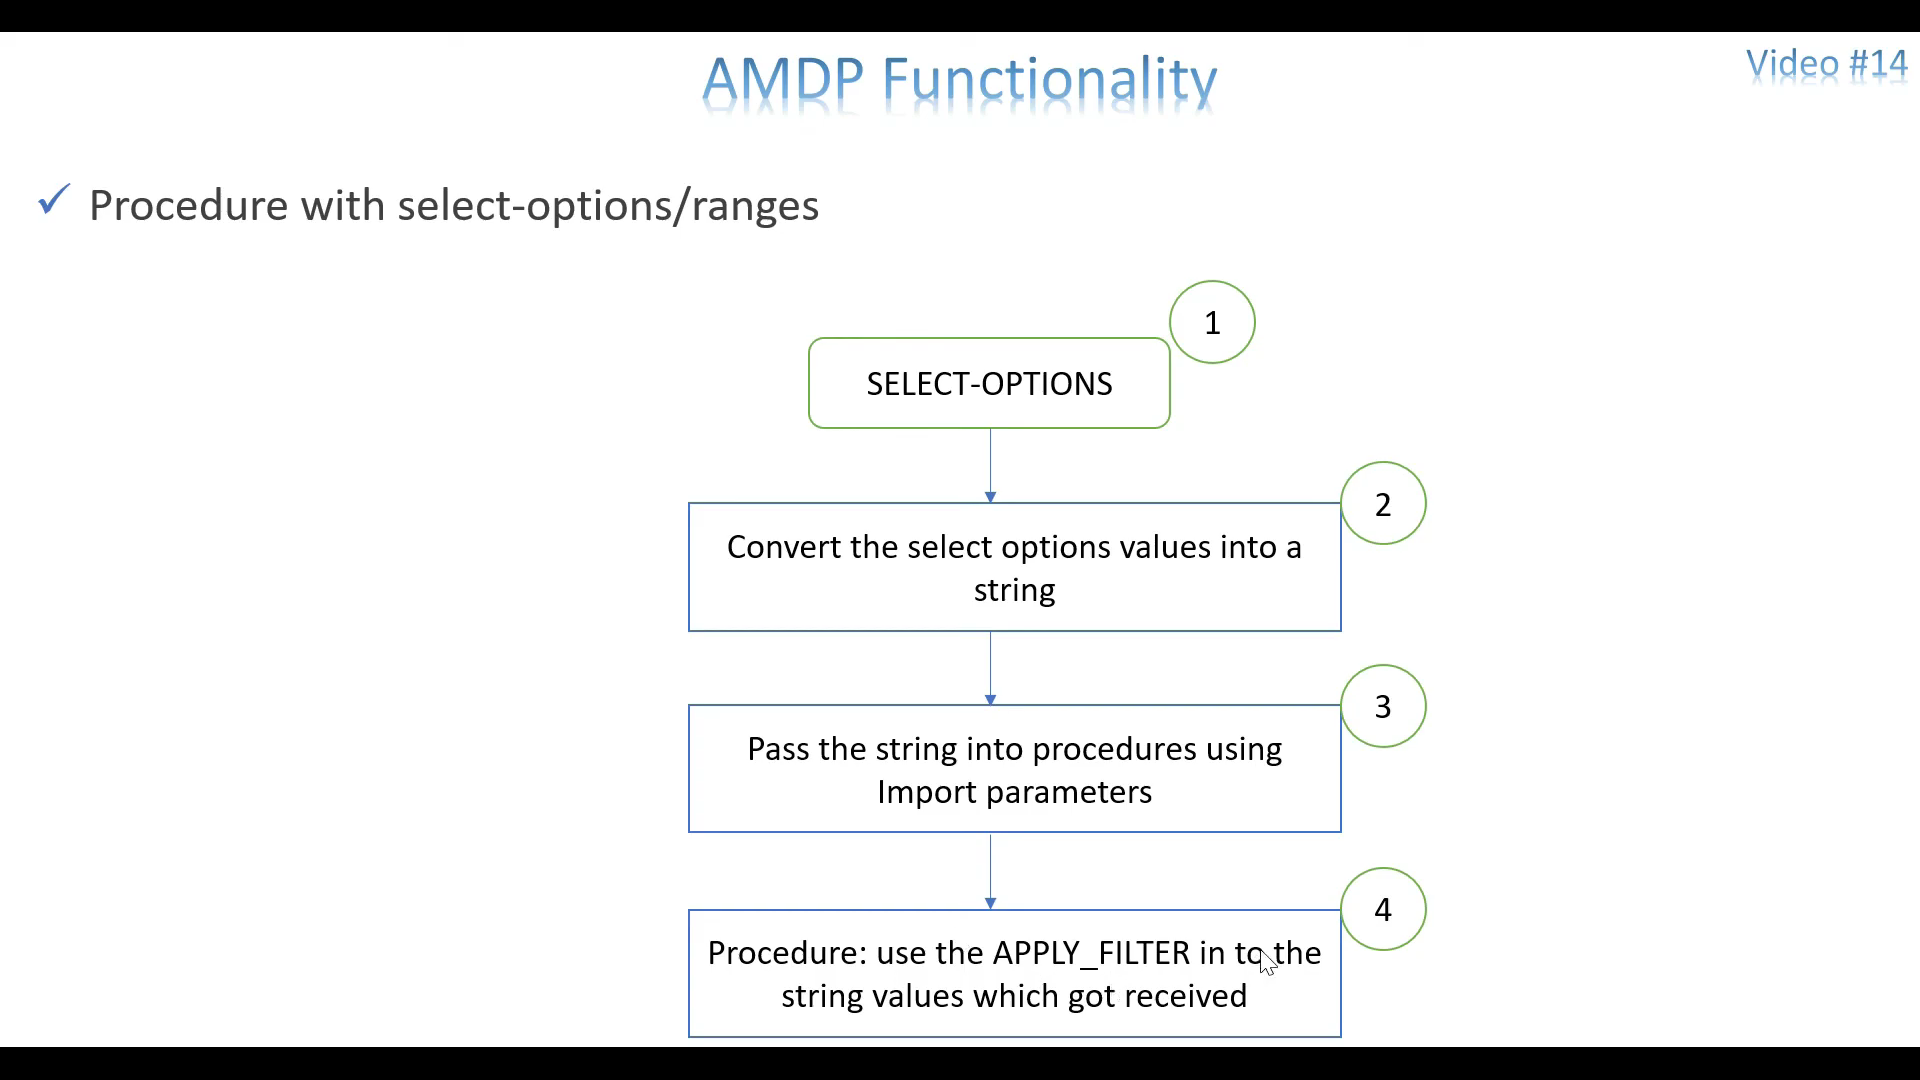 AMDP Functionality
Video #14
Procedure with select-options/ranges
1
SELECT-OPTIONS
2
Convert the select options values into a
string
3
Pass the string into procedures using
Import parameters
4
Procedure: use the APPLY_FILTER in to the
string values which got received